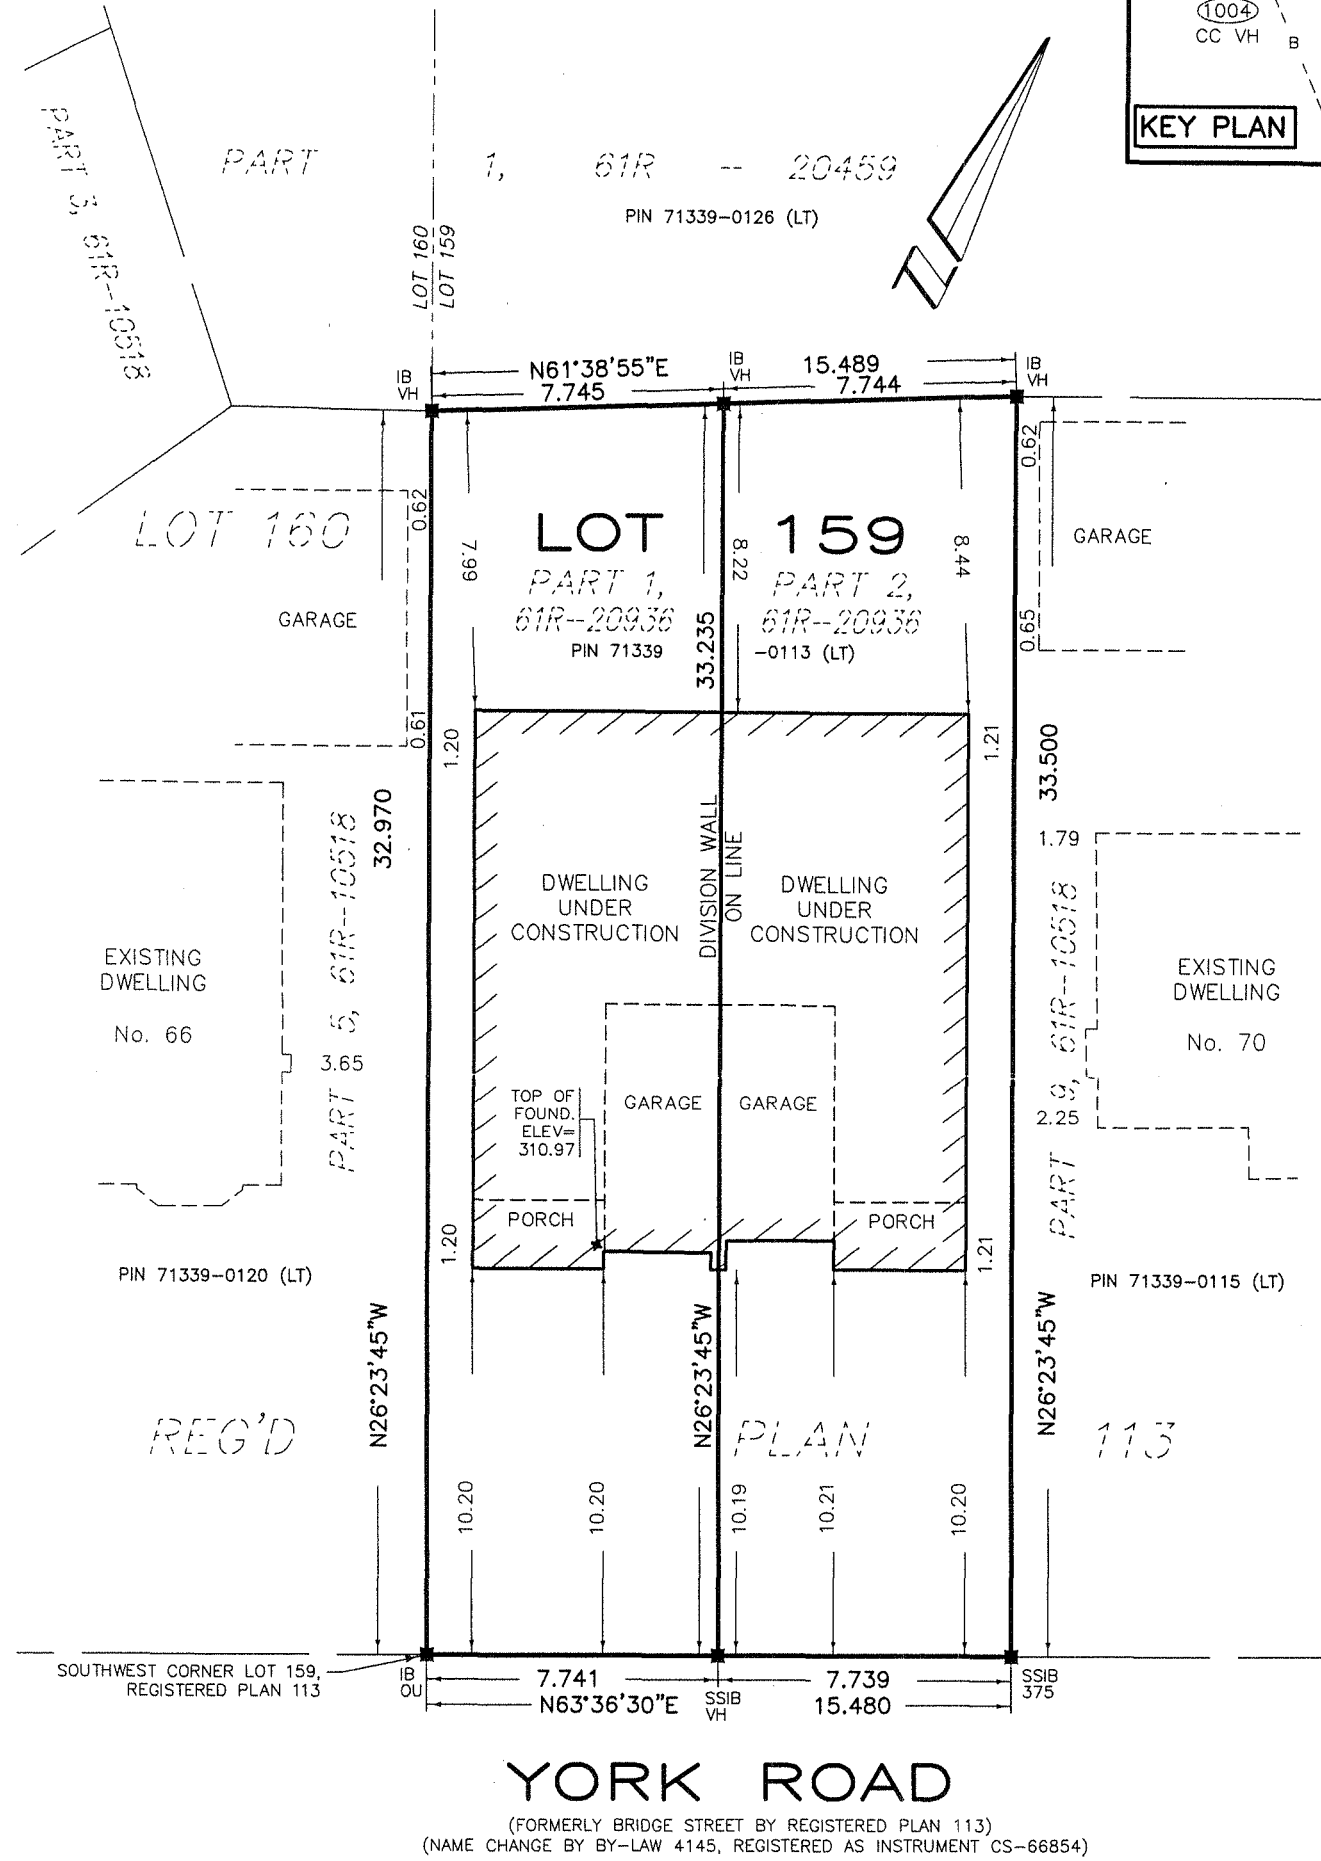 1004
CC VH
B
KEY PLAN
PART 3, 61R-10518
PART 1, 61R - 20459
PIN 71339-0126 (LT)
LOT 160
LOT 159
IB
VH
N61°38'55"E
7.745
IB
VH
15.489
7.744
IB
VH
LOT 160
0.62
7.99
LOT 159
8.22
8.44
0.62
GARAGE
GARAGE
PART 1,
61R-20936
PART 2,
61R-20936
PIN 71339 -0113 (LT)
33.235
0.65
0.61
1.20
1.21
33.500
32.970
PART 5, 61R-10518
DIVISION WALL
ON LINE
DWELLING
UNDER
CONSTRUCTION
DWELLING
UNDER
CONSTRUCTION
1.79
PART 9, 61R-10518
EXISTING
DWELLING
No. 66
EXISTING
DWELLING
No. 70
3.65
2.25
TOP OF
FOUND.
ELEV=
310.97
GARAGE
GARAGE
PORCH
PORCH
1.20
1.21
PIN 71339-0120 (LT)
PIN 71339-0115 (LT)
N26°23'45"W
N26°23'45"W
N26°23'45"W
REG'D PLAN 113
10.20
10.20
10.19
10.21
10.20
SOUTHWEST CORNER LOT 159,
REGISTERED PLAN 113
IB
OU
7.741
N63°36'30"E
SSIB
VH
7.739
15.480
SSIB
375
YORK ROAD
(FORMERLY BRIDGE STREET BY REGISTERED PLAN 113)
(NAME CHANGE BY BY-LAW 4145, REGISTERED AS INSTRUMENT CS-66854)